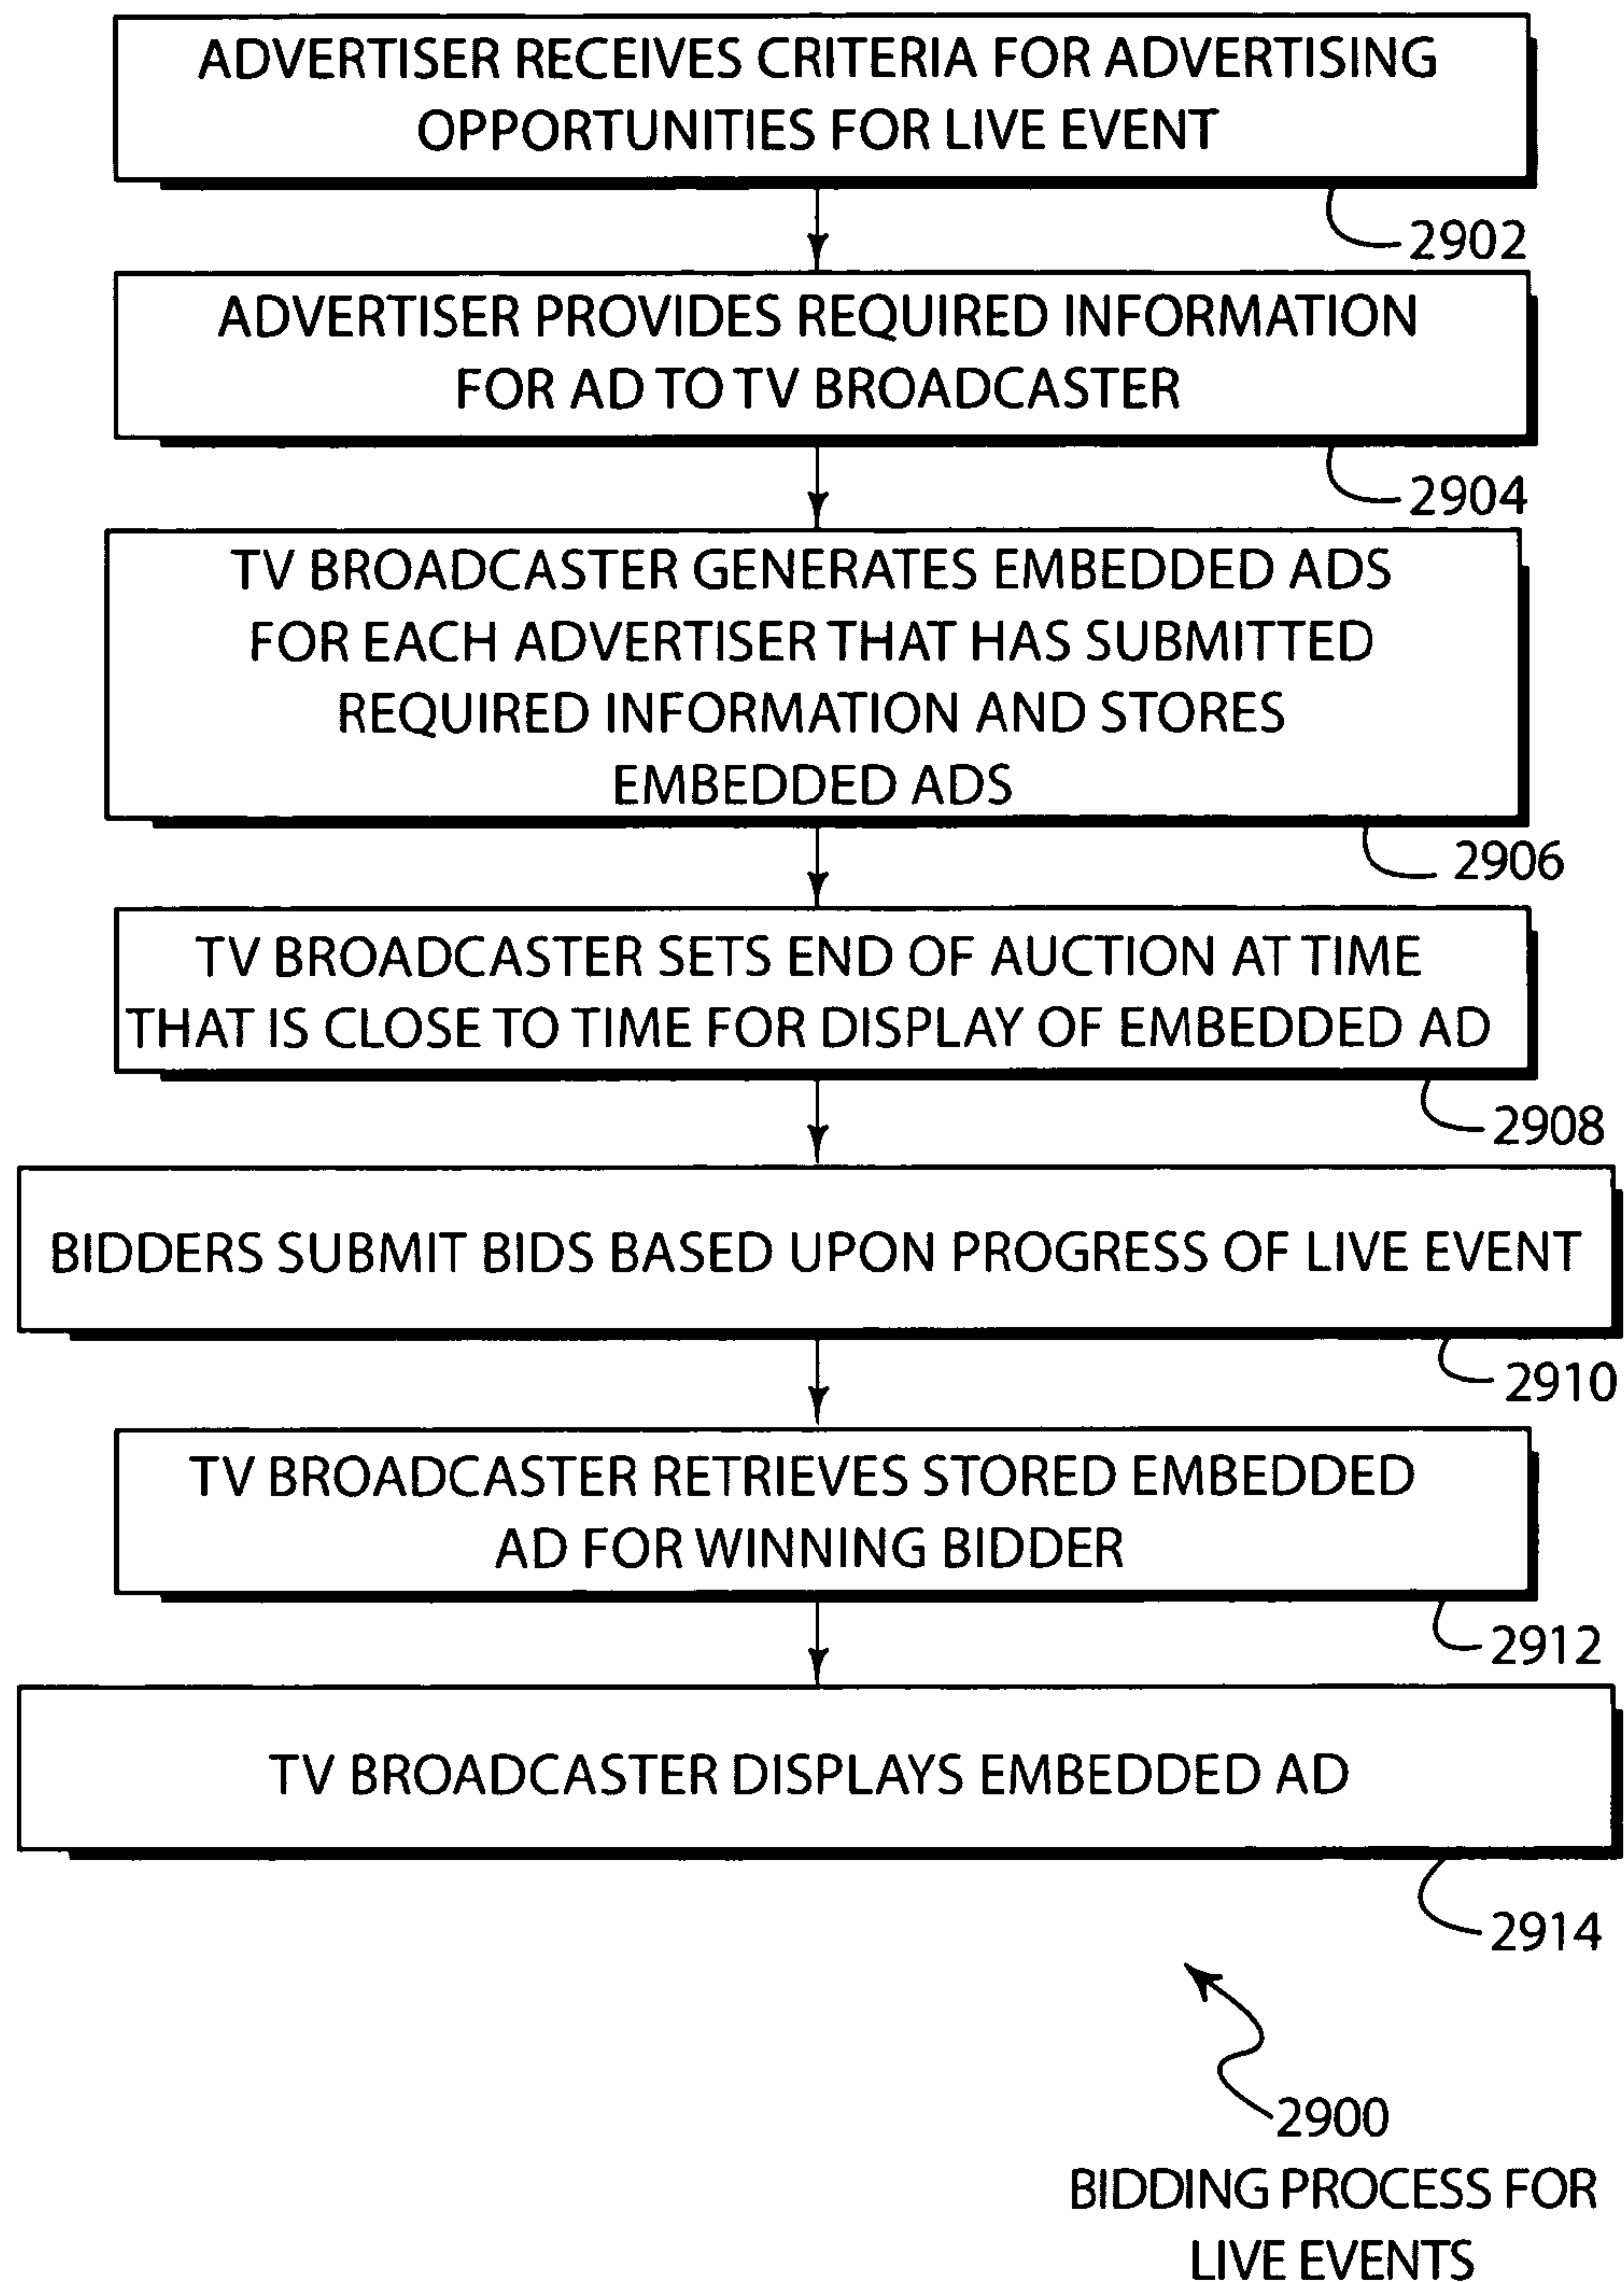 ADVERTISER RECEIVES CRITERIA FOR ADVERTISING
OPPORTUNITIES FOR LIVE EVENT
2902
ADVERTISER PROVIDES REQUIRED INFORMATION
FOR AD TO TV BROADCASTER
2904
TV BROADCASTER GENERATES EMBEDDED ADS
FOR EACH ADVERTISER THAT HAS SUBMITTED
REQUIRED INFORMATION AND STORES
EMBEDDED ADS
2906
TV BROADCASTER SETS END OF AUCTION AT TIME
THAT IS CLOSE TO TIME FOR DISPLAY OF EMBEDDED AD
2908
BIDDERS SUBMIT BIDS BASED UPON PROGRESS OF LIVE EVENT
2910
TV BROADCASTER RETRIEVES STORED EMBEDDED
AD FOR WINNING BIDDER
2912
TV BROADCASTER DISPLAYS EMBEDDED AD
2914
2900
BIDDING PROCESS FOR
LIVE EVENTS